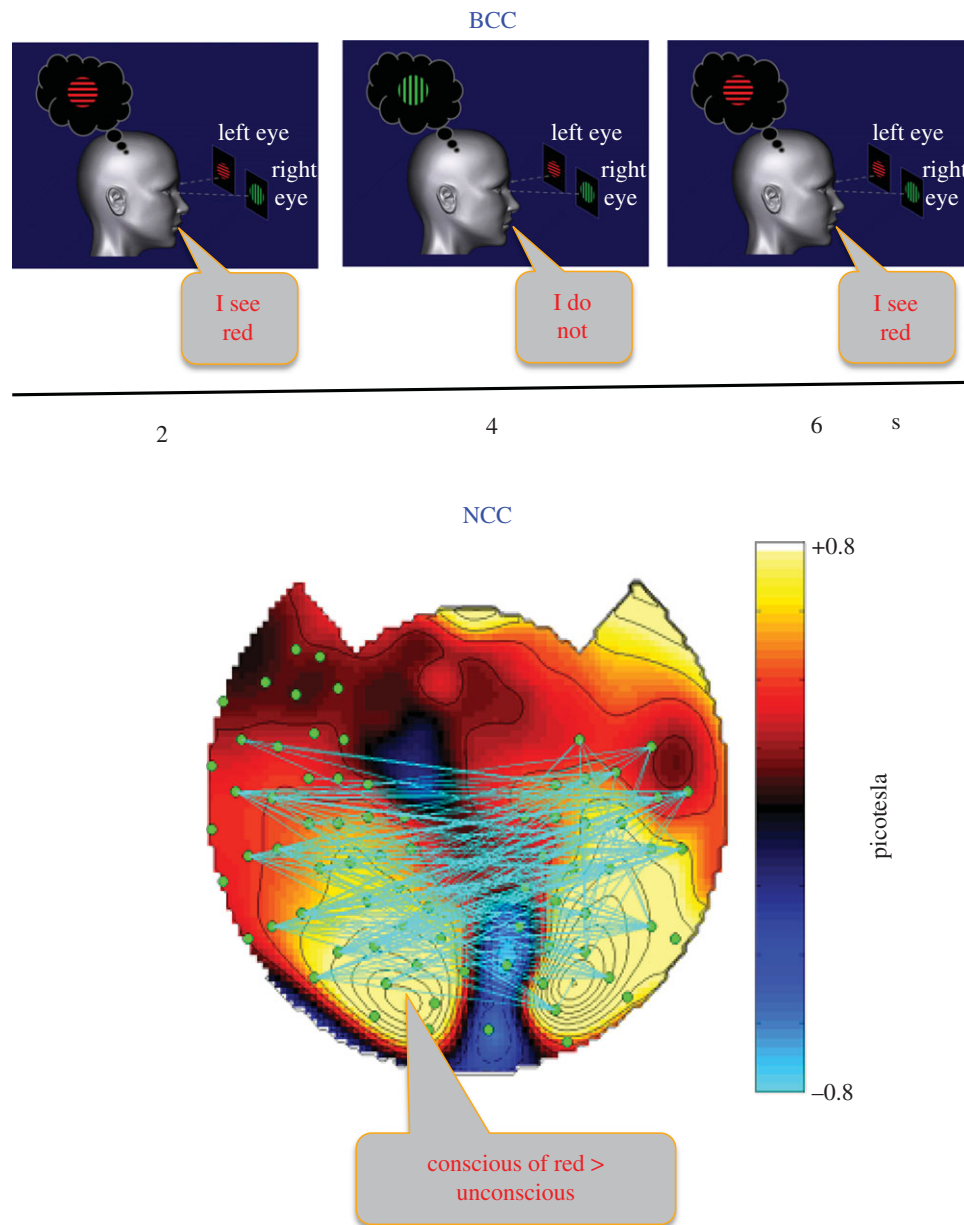 BCC
left eye
right
eye
I see
red
left eye
right
eye
I do
not
left eye
right
eye
I see
red
2 4 6 s
NCC
+0.8
picotesla
–0.8
conscious of red >
unconscious